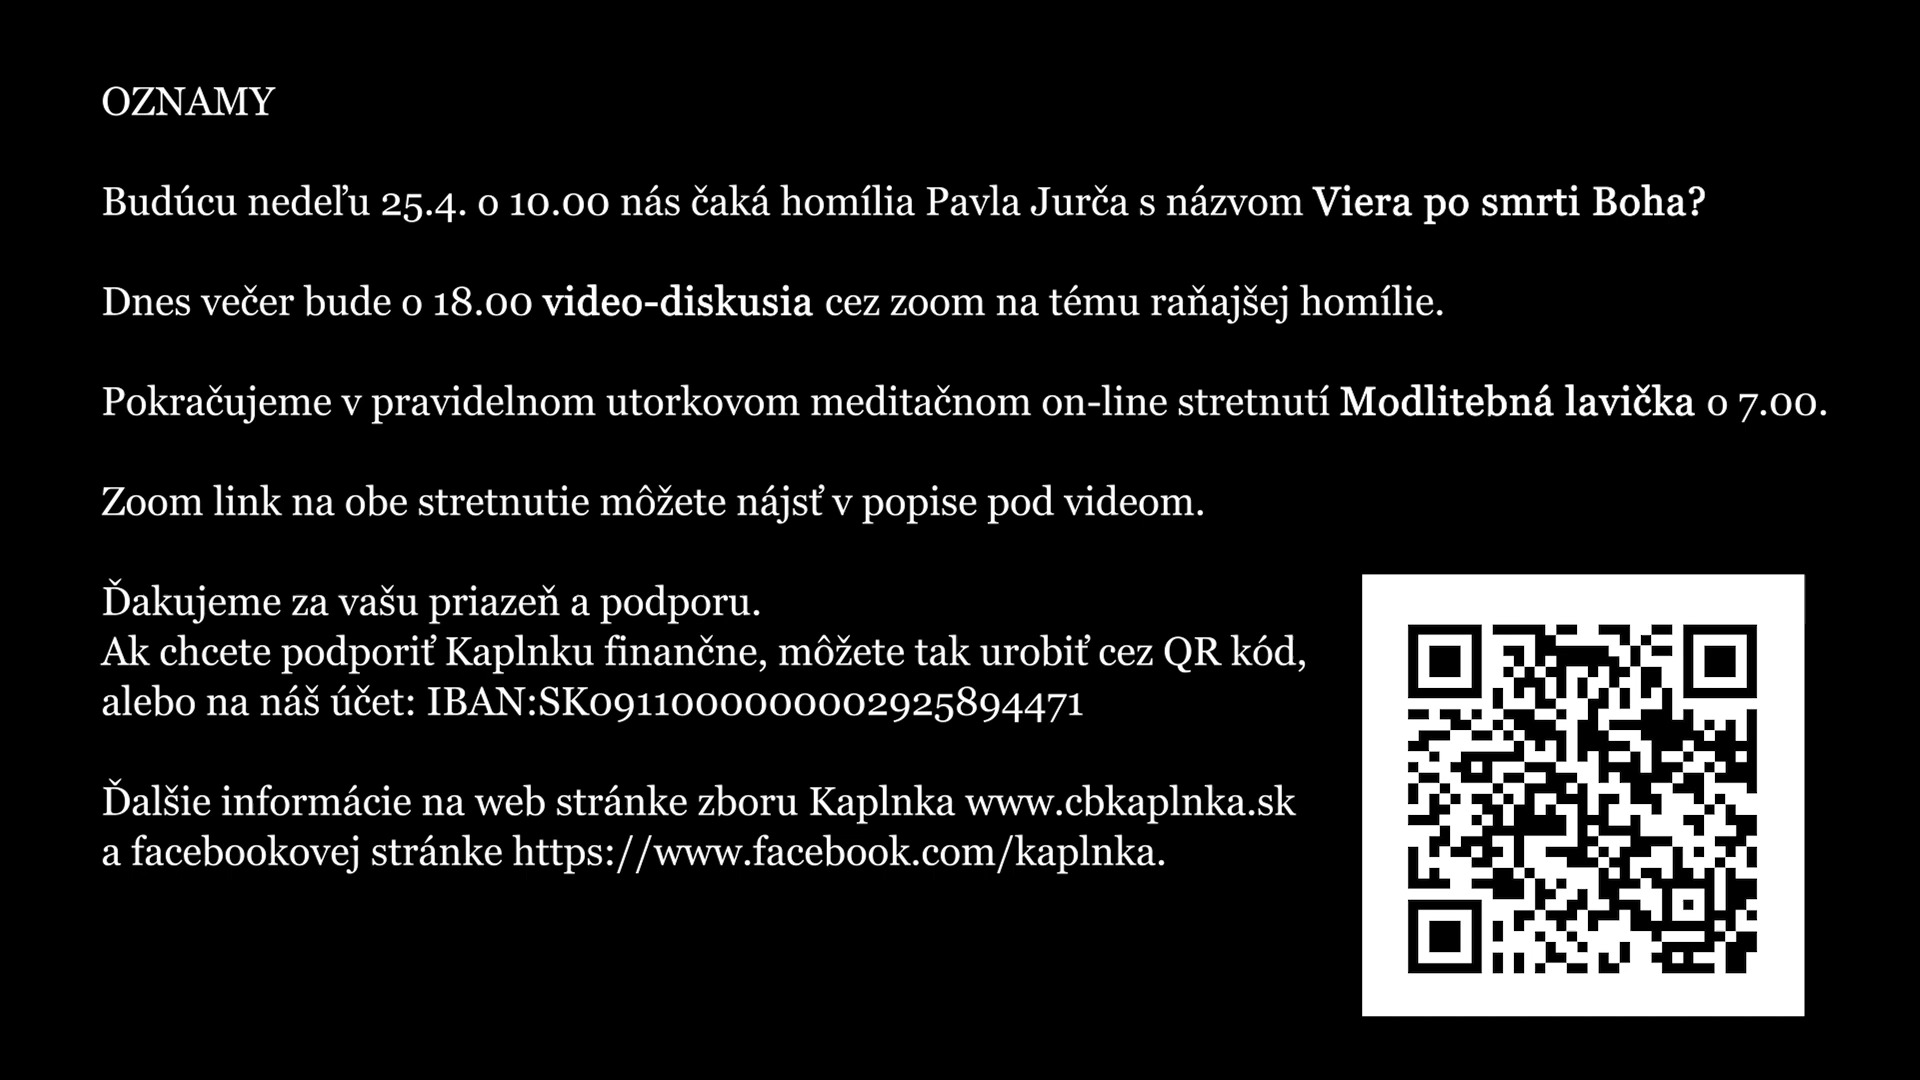 OZNAMY
Budúcu nedeľu 25.4. o 10.00 nás čaká homília Pavla Jurča s názvom Viera po smrti Boha?
Dnes večer bude o 18.00 video-diskusia cez zoom na tému raňajšej homílie.
Pokračujeme v pravidelnom utorkovom meditačnom on-line stretnutí Modlitebná lavička o 7.00.
Zoom link na obe stretnutie môžete nájsť v popise pod videom.
Ďakujeme za vašu priazeň a podporu.
Ak chcete podporiť Kaplnku finančne, môžete tak urobiť cez QR kód,
alebo na náš účet: IBAN:SK0911000000002925894471
Ďalšie informácie na web stránke zboru Kaplnka www.cbkaplnka.sk
a facebookovej stránke https://www.facebook.com/kaplnka.